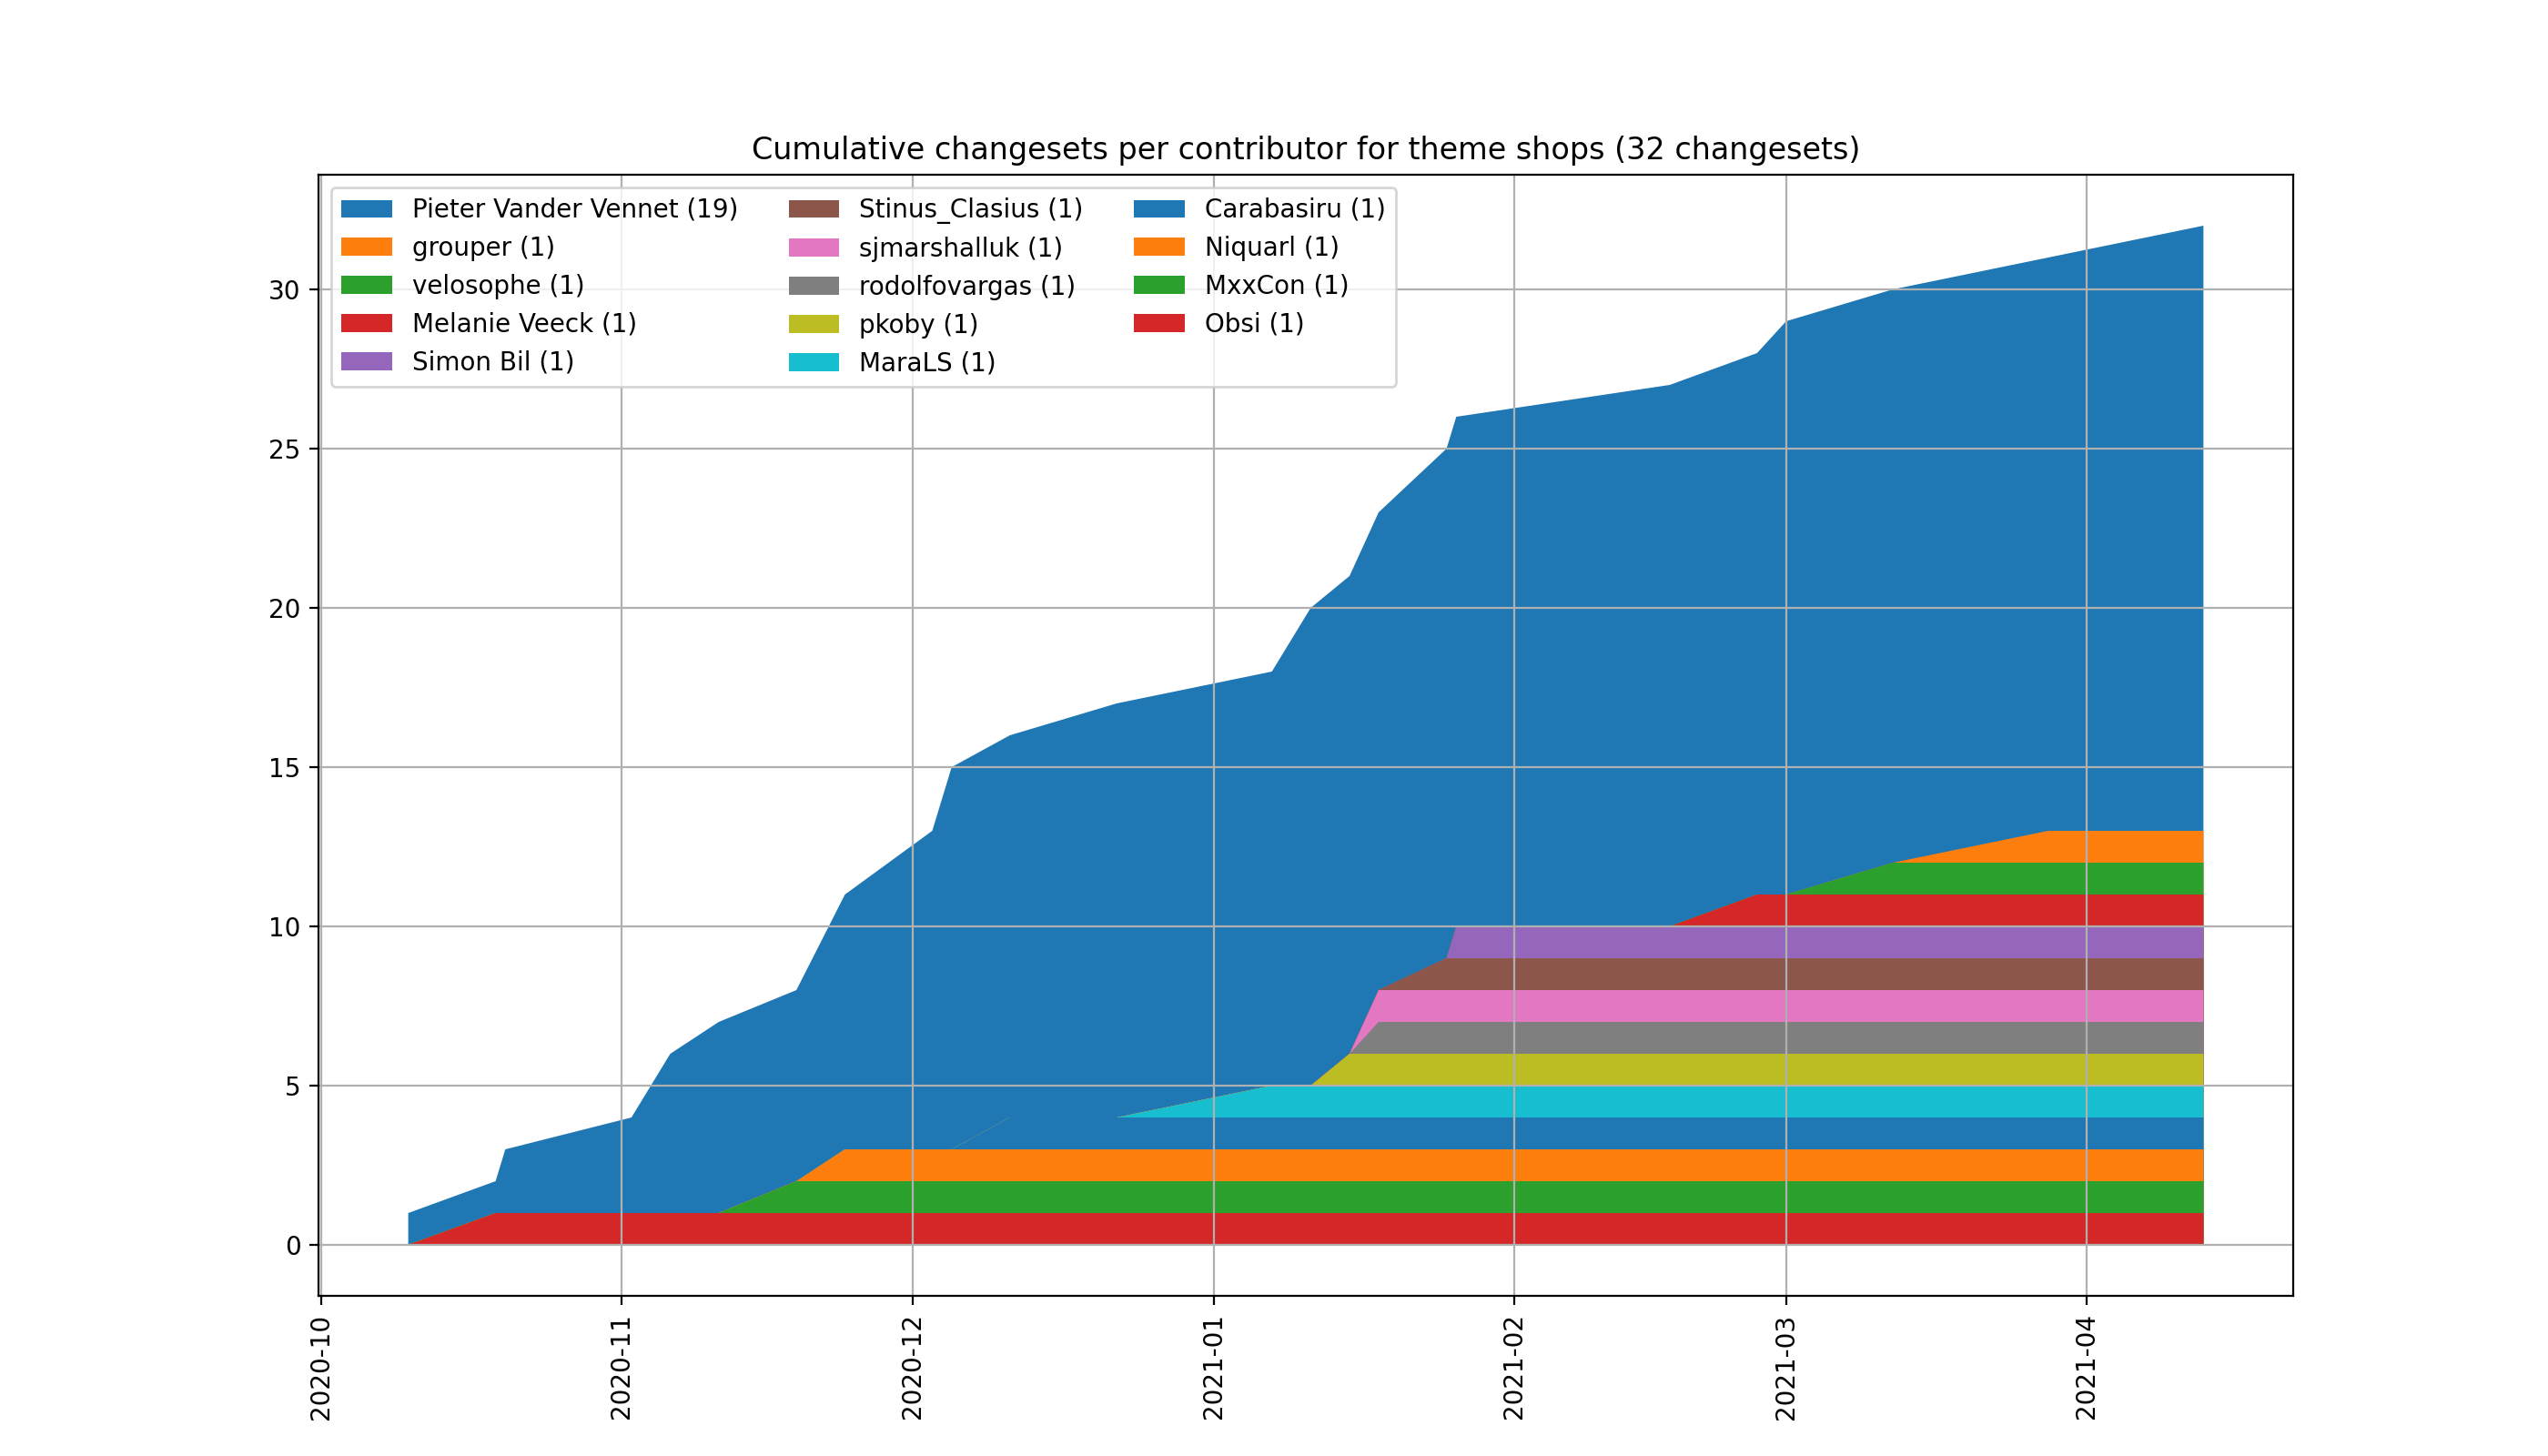 Cumulative changesets per contributor for theme shops (32 changesets)
Pieter Vander Vennet (19)
grouper (1)
velosophe (1)
Melanie Veeck (1)
Simon Bil (1)
Stinus_Clasius (1)
sjmarshalluk (1)
rodolfovargas (1)
pkoby (1)
MaraLS (1)
Carabasiru (1)
Niquarl (1)
MxxCon (1)
Obsi (1)
30
25
20
15
10
5
0
2020-10
2020-11
2020-12
2021-01
2021-02
2021-03
2021-04